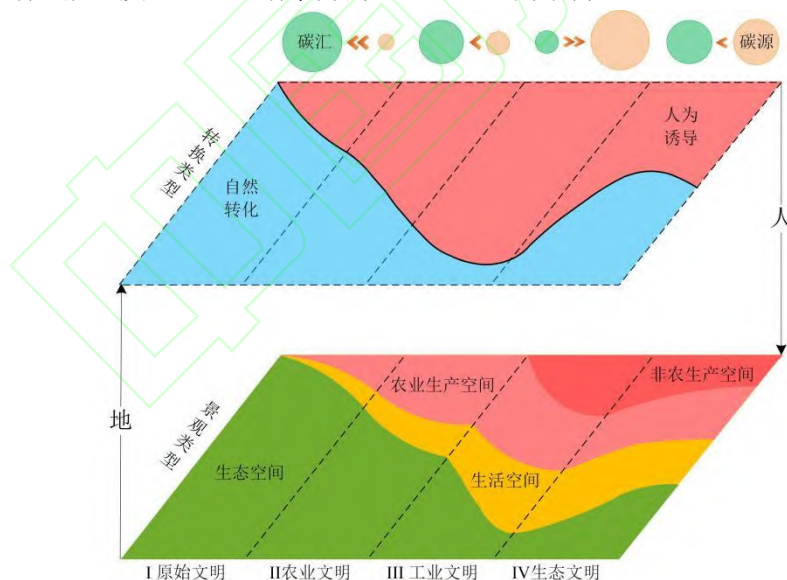 碳汇
碳源
转换类型
人为
诱导
自然
转化
人
地
景观类型
农业生产空间
非农生产空间
生态空间
生活空间
I 原始文明
II农业文明
III 工业文明
IV生态文明